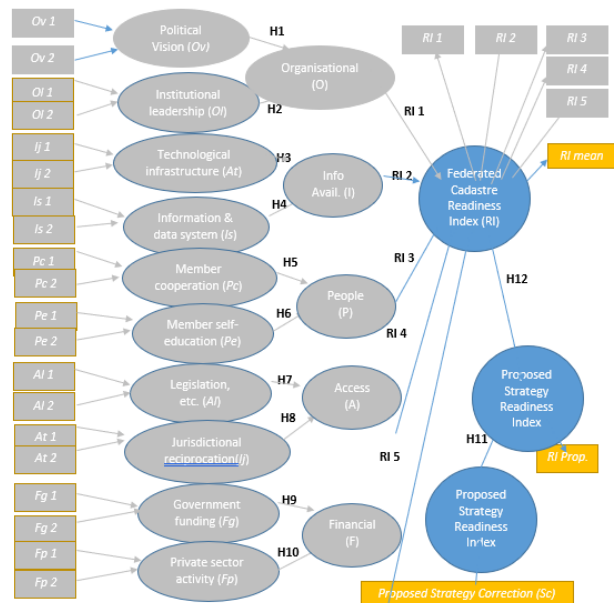 Ov 1
Ov 2
Ol 1
Ol 2
Ij 1
Ij 2
Is 1
Is 2
Pc 1
Pc 2
Pe 1
Pe 2
Al 1
Al 2
At 1
At 2
Fg 1
Fg 2
Fp 1
Fp 2
Political
Vision (Ov)
Institutional
leadership (Ol)
Technological
infrastructure (At)
Information &
data system (Is)
Member
cooperation (Pc)
Member self-
education (Pe)
Legislation,
etc. (Al)
Jurisdictional
reciprocation(Ij)
Government
funding (Fg)
Private sector
activity (Fp)
H1
H2
H3
H4
H5
H6
H7
H8
H9
H10
Organisational
(O)
Info
Avail. (I)
People
(P)
Access
(A)
Financial
(F)
RI 1
RI 2
RI 3
RI 4
RI 5
RI 1
RI 2
RI 3
RI 4
RI 5
RI mean
Federated
Cadastre
Readiness
Index (RI)
H12
Proposed
Strategy
Readiness
Index
H11
RI Prop.
Proposed
Strategy
Readiness
Index
Proposed Strategy Correction (Sc)